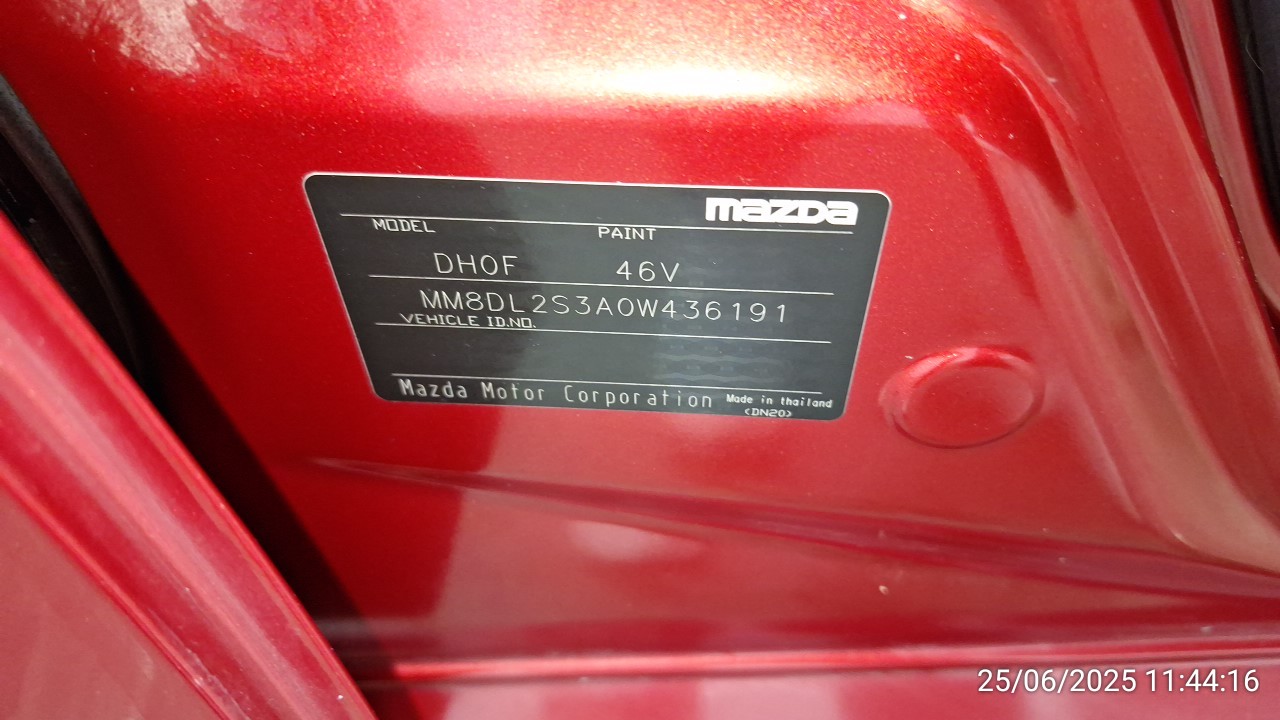 mazda
MODEL PAINT
DH0F 46V
MM8DL2S3A0W436191
VEHICLE ID.NO.
Mazda Motor Corporation Made in thailand
<DN20>
25/06/2025 11:44:16